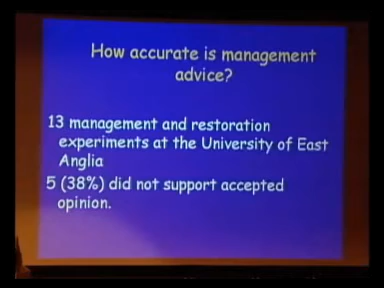 How accurate is management
advice?
13 management and restoration
experiments at the University of East
Anglia
5 (38%) did not support accepted
opinion.